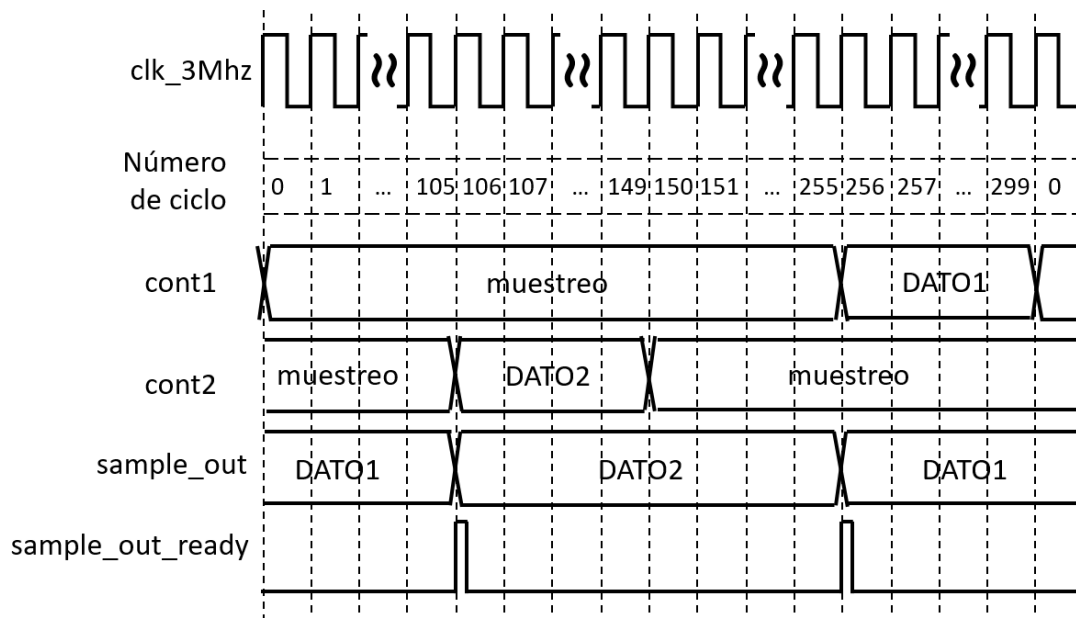 clk_3Mhz
Número
de ciclo
0 1 ... 105 106 107 ... 149 150 151 ... 255 256 257 ... 299 0
cont1
muestreo DATO1
cont2
muestreo DATO2 muestreo
sample_out
DATO1 DATO2 DATO1
sample_out_ready